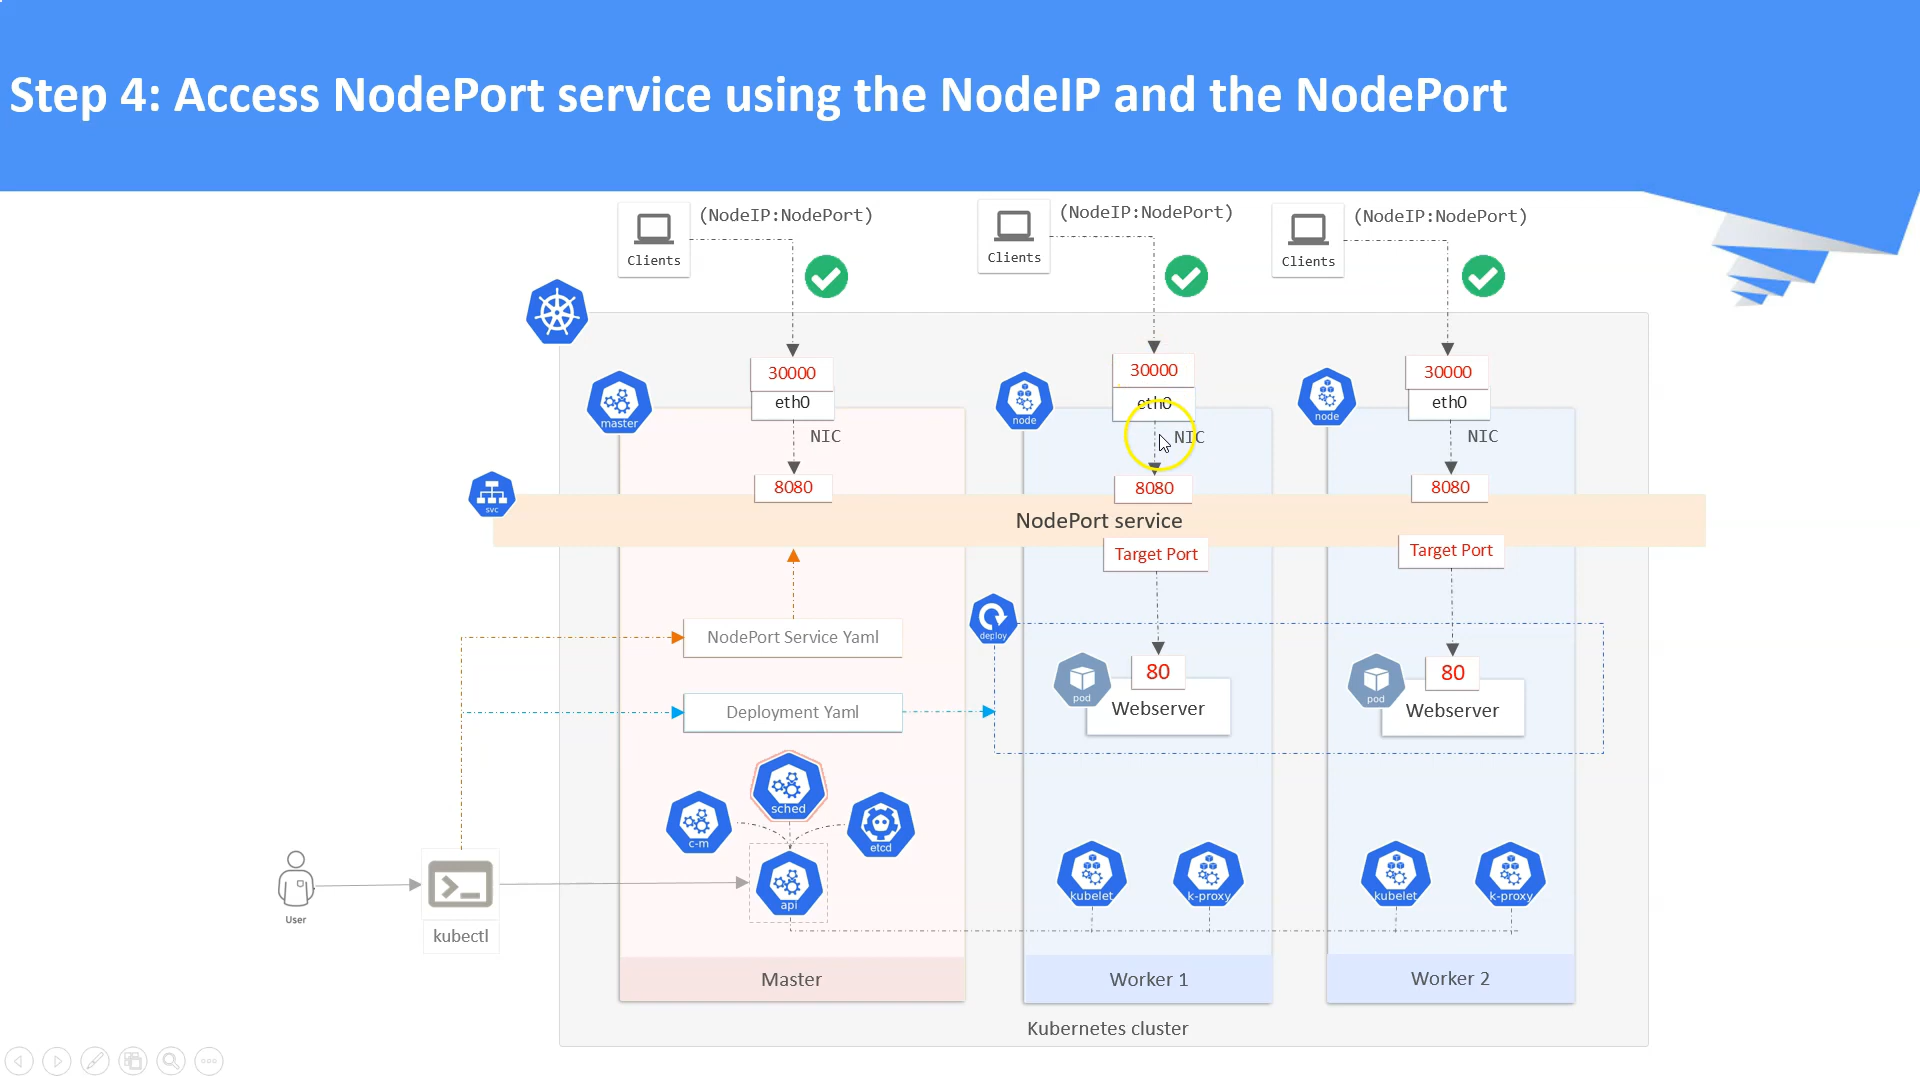 Step 4: Access NodePort service using the NodeIP and the NodePort
(NodeIP:NodePort)
(NodeIP:NodePort)
(NodeIP:NodePort)
Clients
Clients
Clients
30000
30000
30000
eth0
eth0
eth0
master
node
node
NIC
NIC
NIC
8080
8080
8080
svc
NodePort service
Target Port
Target Port
NodePort Service Yaml
deploy
80
80
pod
pod
Webserver
Webserver
Deployment Yaml
sched
c-m
etcd
api
kubelet
k-proxy
kubelet
k-proxy
User
kubectl
Master
Worker 1
Worker 2
Kubernetes cluster